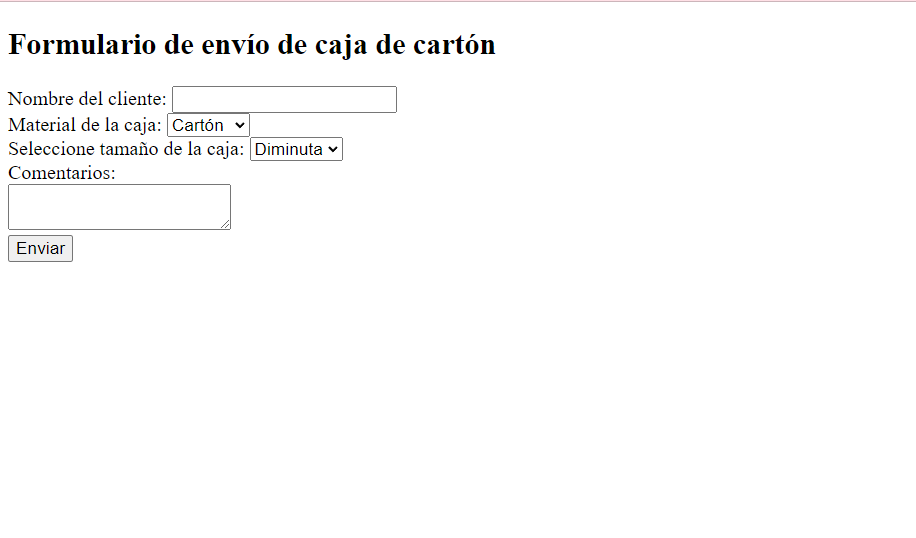 Formulario de envío de caja de cartón
Nombre del cliente:
Material de la caja: Cartón
Seleccione tamaño de la caja: Diminuta
Comentarios:
Enviar